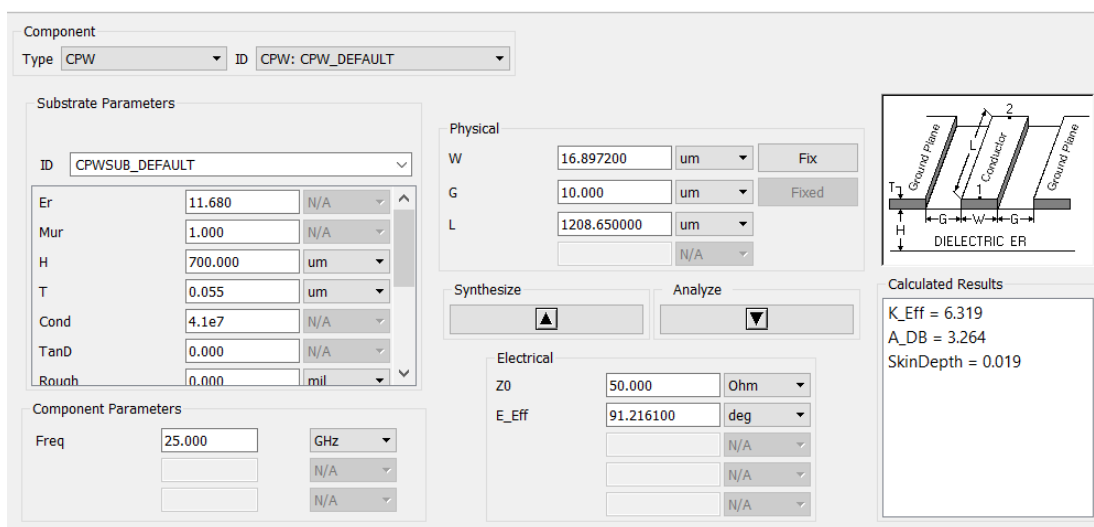 Component
Type CPW ID CPW: CPW_DEFAULT
Substrate Parameters
ID CPWSUB_DEFAULT
Er 11.680 N/A
Mur 1.000 N/A
H 700.000 um
T 0.055 um
Cond 4.1e7 N/A
TanD 0.000 N/A
Rough 0.000 mil
Component Parameters
Freq 25.000 GHz
N/A
N/A
Physical
W 16.897200 um Fix
G 10.000 um Fixed
L 1208.650000 um
N/A
Synthesize Analyze
Electrical
Z0 50.000 Ohm
E_Eff 91.216100 deg
N/A
N/A
N/A
2
Ground Plane
L
Conductor
Ground Plane
T
1
G W G
H
DIELECTRIC ER
Calculated Results
K_Eff = 6.319
A_DB = 3.264
SkinDepth = 0.019